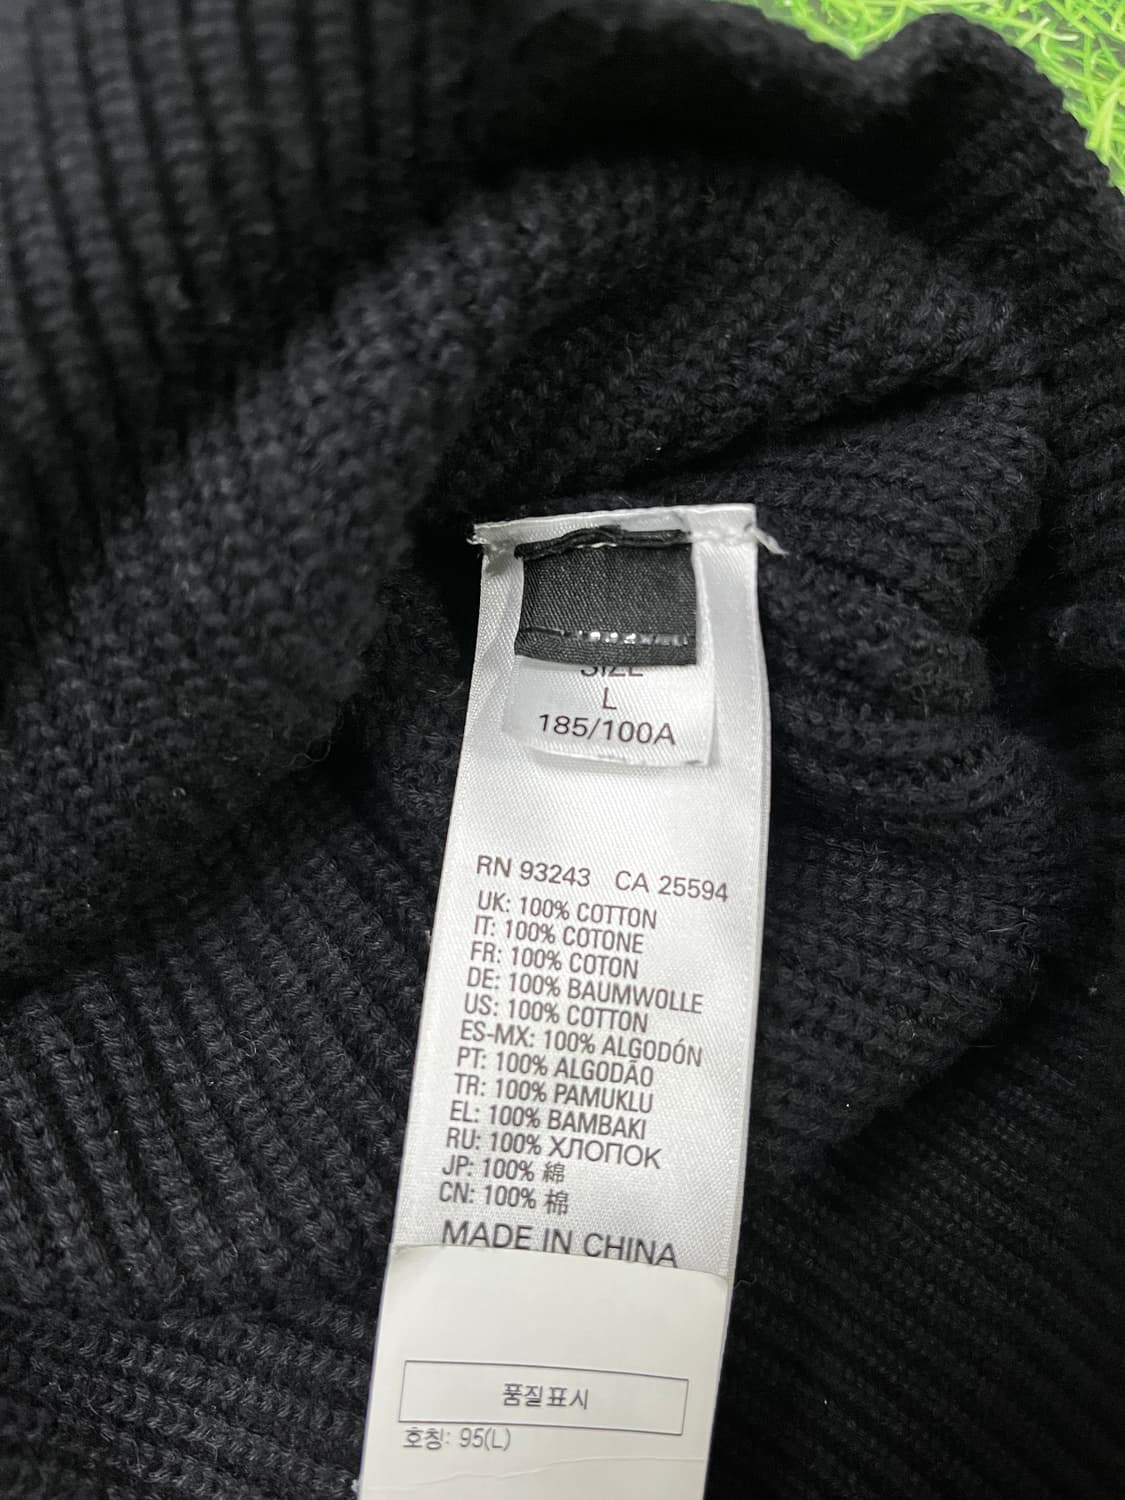 SIZE
L
185/100A
RN 93243 CA 25594
UK: 100% COTTON
IT: 100% COTONE
FR: 100% COTON
DE: 100% BAUMWOLLE
US: 100% COTTON
ES-MX: 100% ALGODÓN
PT: 100% ALGODÃO
TR: 100% PAMUKLU
EL: 100% ΒΑΜΒΑΚΙ
RU: 100% ХЛОПОК
JP: 100% 綿
CN: 100% 棉
MADE IN CHINA
품질표시
호칭: 95(L)